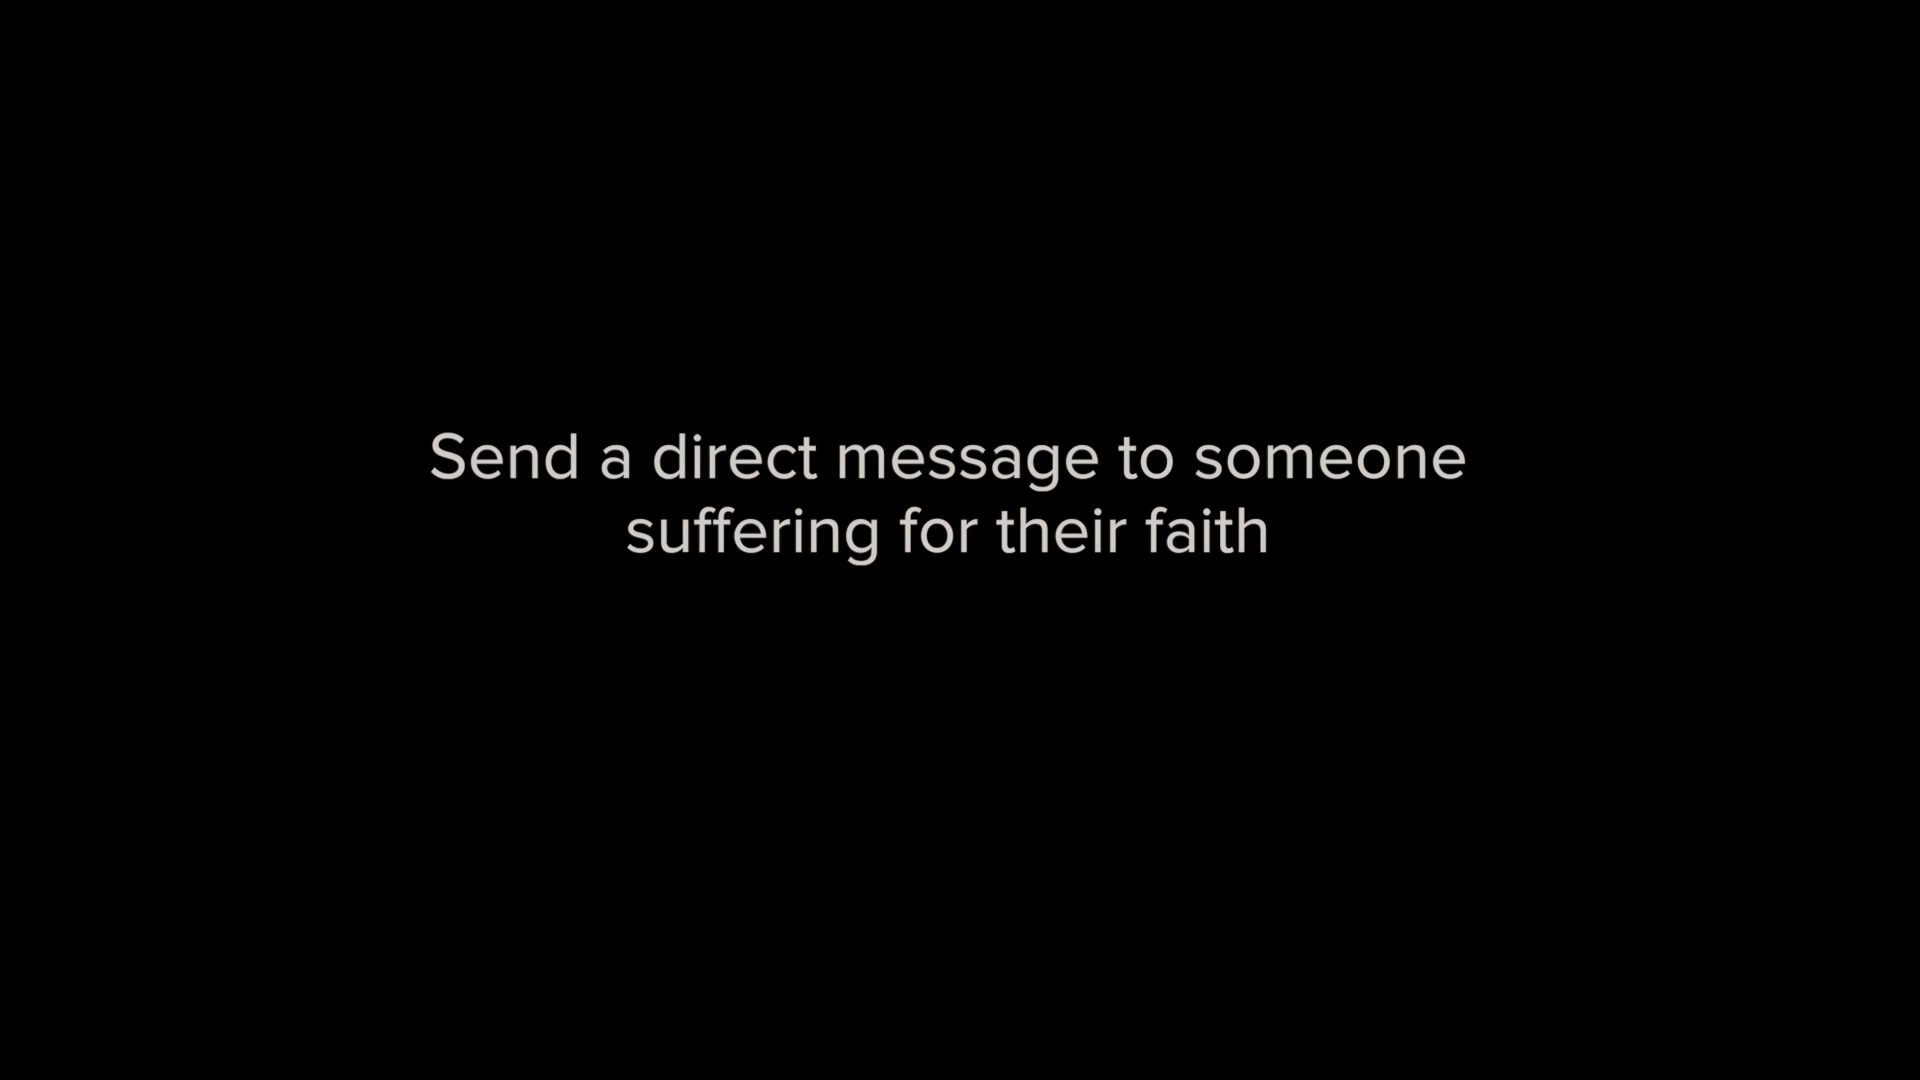 Send a direct message to someone
suffering for their faith